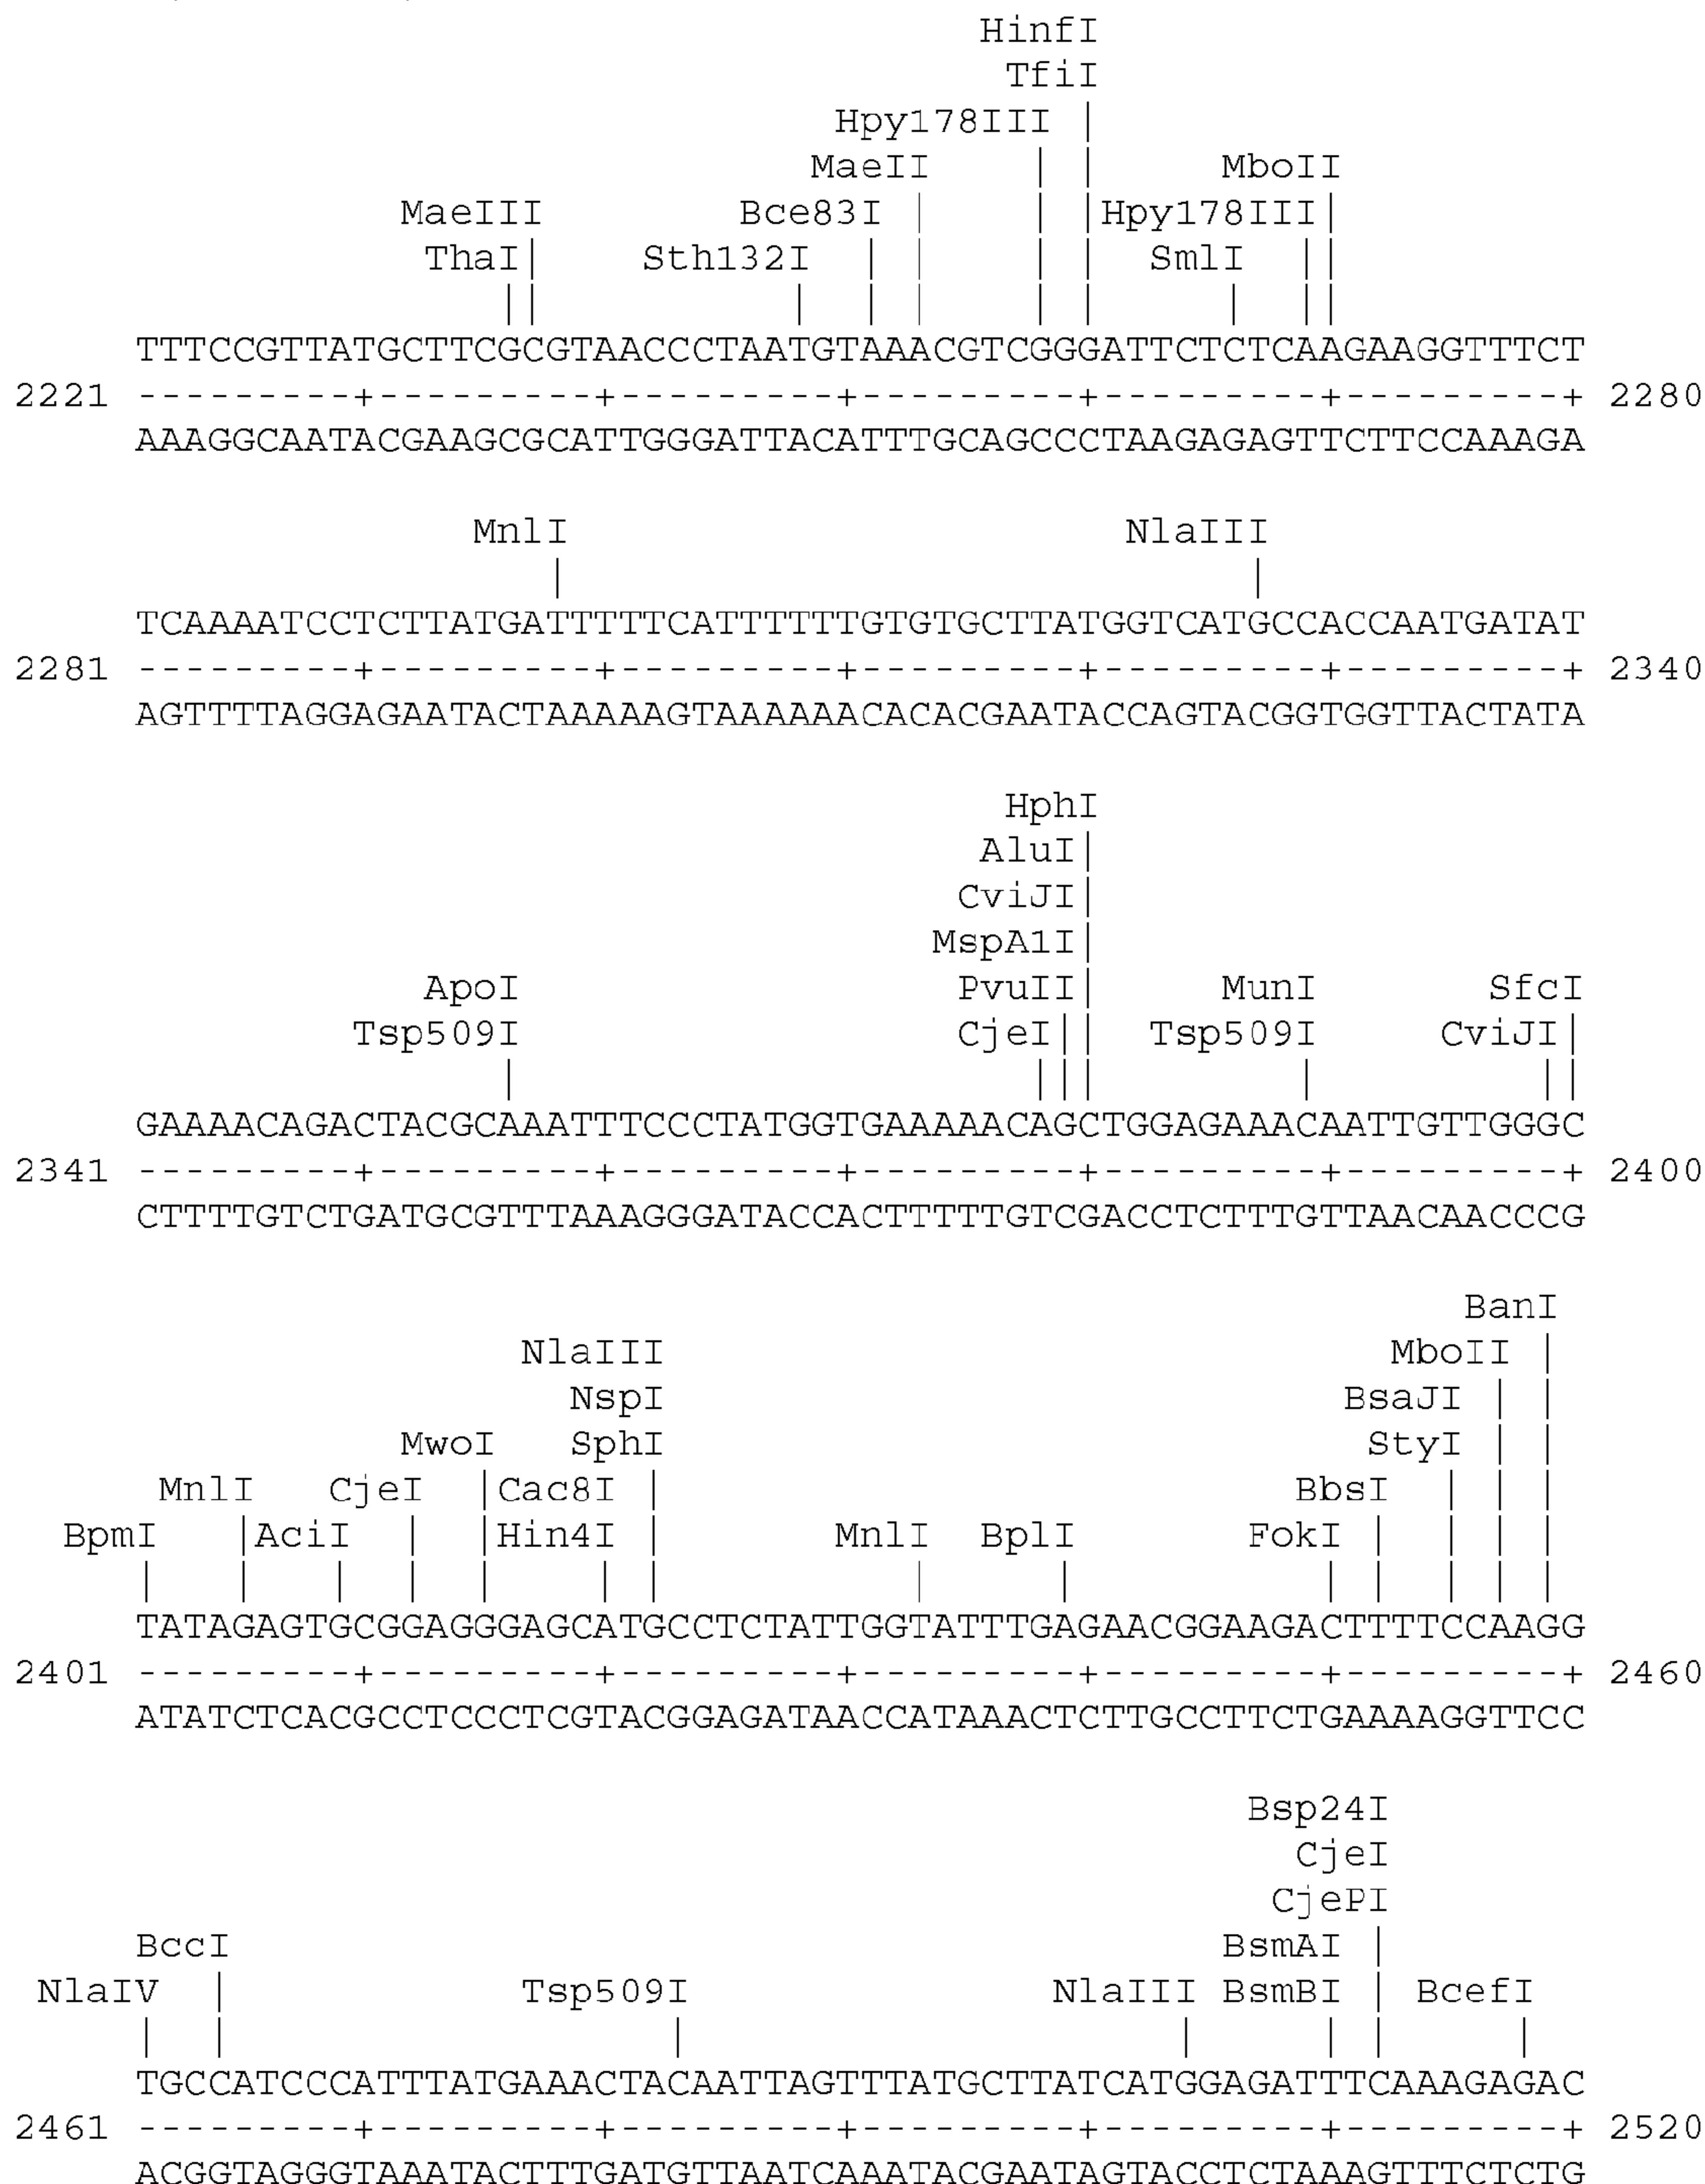 HinfI
TfiI
Hpy178III |
MaeII | | MboII
MaeIII Bce83I | | |Hpy178III|
ThaI| Sth132I | | | | SmlI ||
|| | | | | | | ||
TTTCCGTTATGCTTCGCGTAACCCTAATGTAAACGTCGGGATTCTCTCAAGAAGGTTTCT
2221 ---------+---------+---------+---------+---------+---------+ 2280
AAAGGCAATACGAAGCGCATTGGGATTACATTTGCAGCCCTAAGAGAGTTCTTCCAAAGA
MnlI NlaIII
| |
TCAAAATCCTCTTATGATTTTTCATTTTTTGTGTGCTTATGGTCATGCCACCAATGATAT
2281 ---------+---------+---------+---------+---------+---------+ 2340
AGTTTTAGGAGAATACTAAAAAGTAAAAAACACACGAATACCAGTACGGTGGTTACTATA
HphI
AluI|
CviJI|
MspA1I|
ApoI PvuII| MunI SfcI
Tsp509I CjeI|| Tsp509I CviJI|
| ||| | ||
GAAAACAGACTACGCAAATTTCCCTATGGTGAAAAACAGCTGGAGAAACAATTGTTGGGC
2341 ---------+---------+---------+---------+---------+---------+ 2400
CTTTTGTCTGATGCGTTTAAAGGGATACCACTTTTTGTCGACCTCTTTGTTAACAACCCG
BanI
NlaIII MboII |
NspI BsaJI | |
MwoI SphI StyI | |
MnlI CjeI |Cac8I | BbsI | | |
BpmI |AciI | |Hin4I | MnlI BplI FokI | | | |
| | | | | | | | | | | | | |
TATAGAGTGCGGAGGGAGCATGCCTCTATTGGTATTTGAGAACGGAAGACTTTTCCAAGG
2401 ---------+---------+---------+---------+---------+---------+ 2460
ATATCTCACGCCTCCCTCGTACGGAGATAACCATAAACTCTTGCCTTCTGAAAAGGTTCC
Bsp24I
CjeI
CjePI
BccI BsmAI |
NlaIV | Tsp509I NlaIII BsmBI | BcefI
| | | | | | |
TGCCATCCCATTTATGAAACTACAATTAGTTTATGCTTATCATGGAGATTTCAAAGAGAC
2461 ---------+---------+---------+---------+---------+---------+ 2520
ACGGTAGGGTAAATACTTTGATGTTAATCAAATACGAATAGTACCTCTAAAGTTTCTCTG